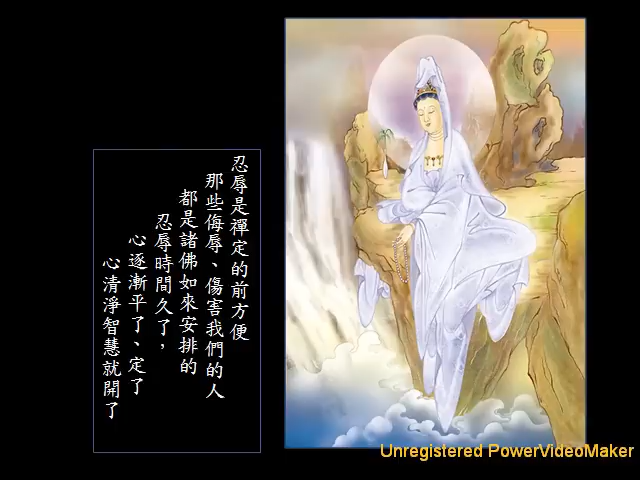 忍辱是禪定的前方便
那些侮辱、傷害我們的人
都是諸佛如來安排的
忍辱時間久了，
心逐漸平了、定了
心清淨智慧就開了
Unregistered PowerVideoMaker